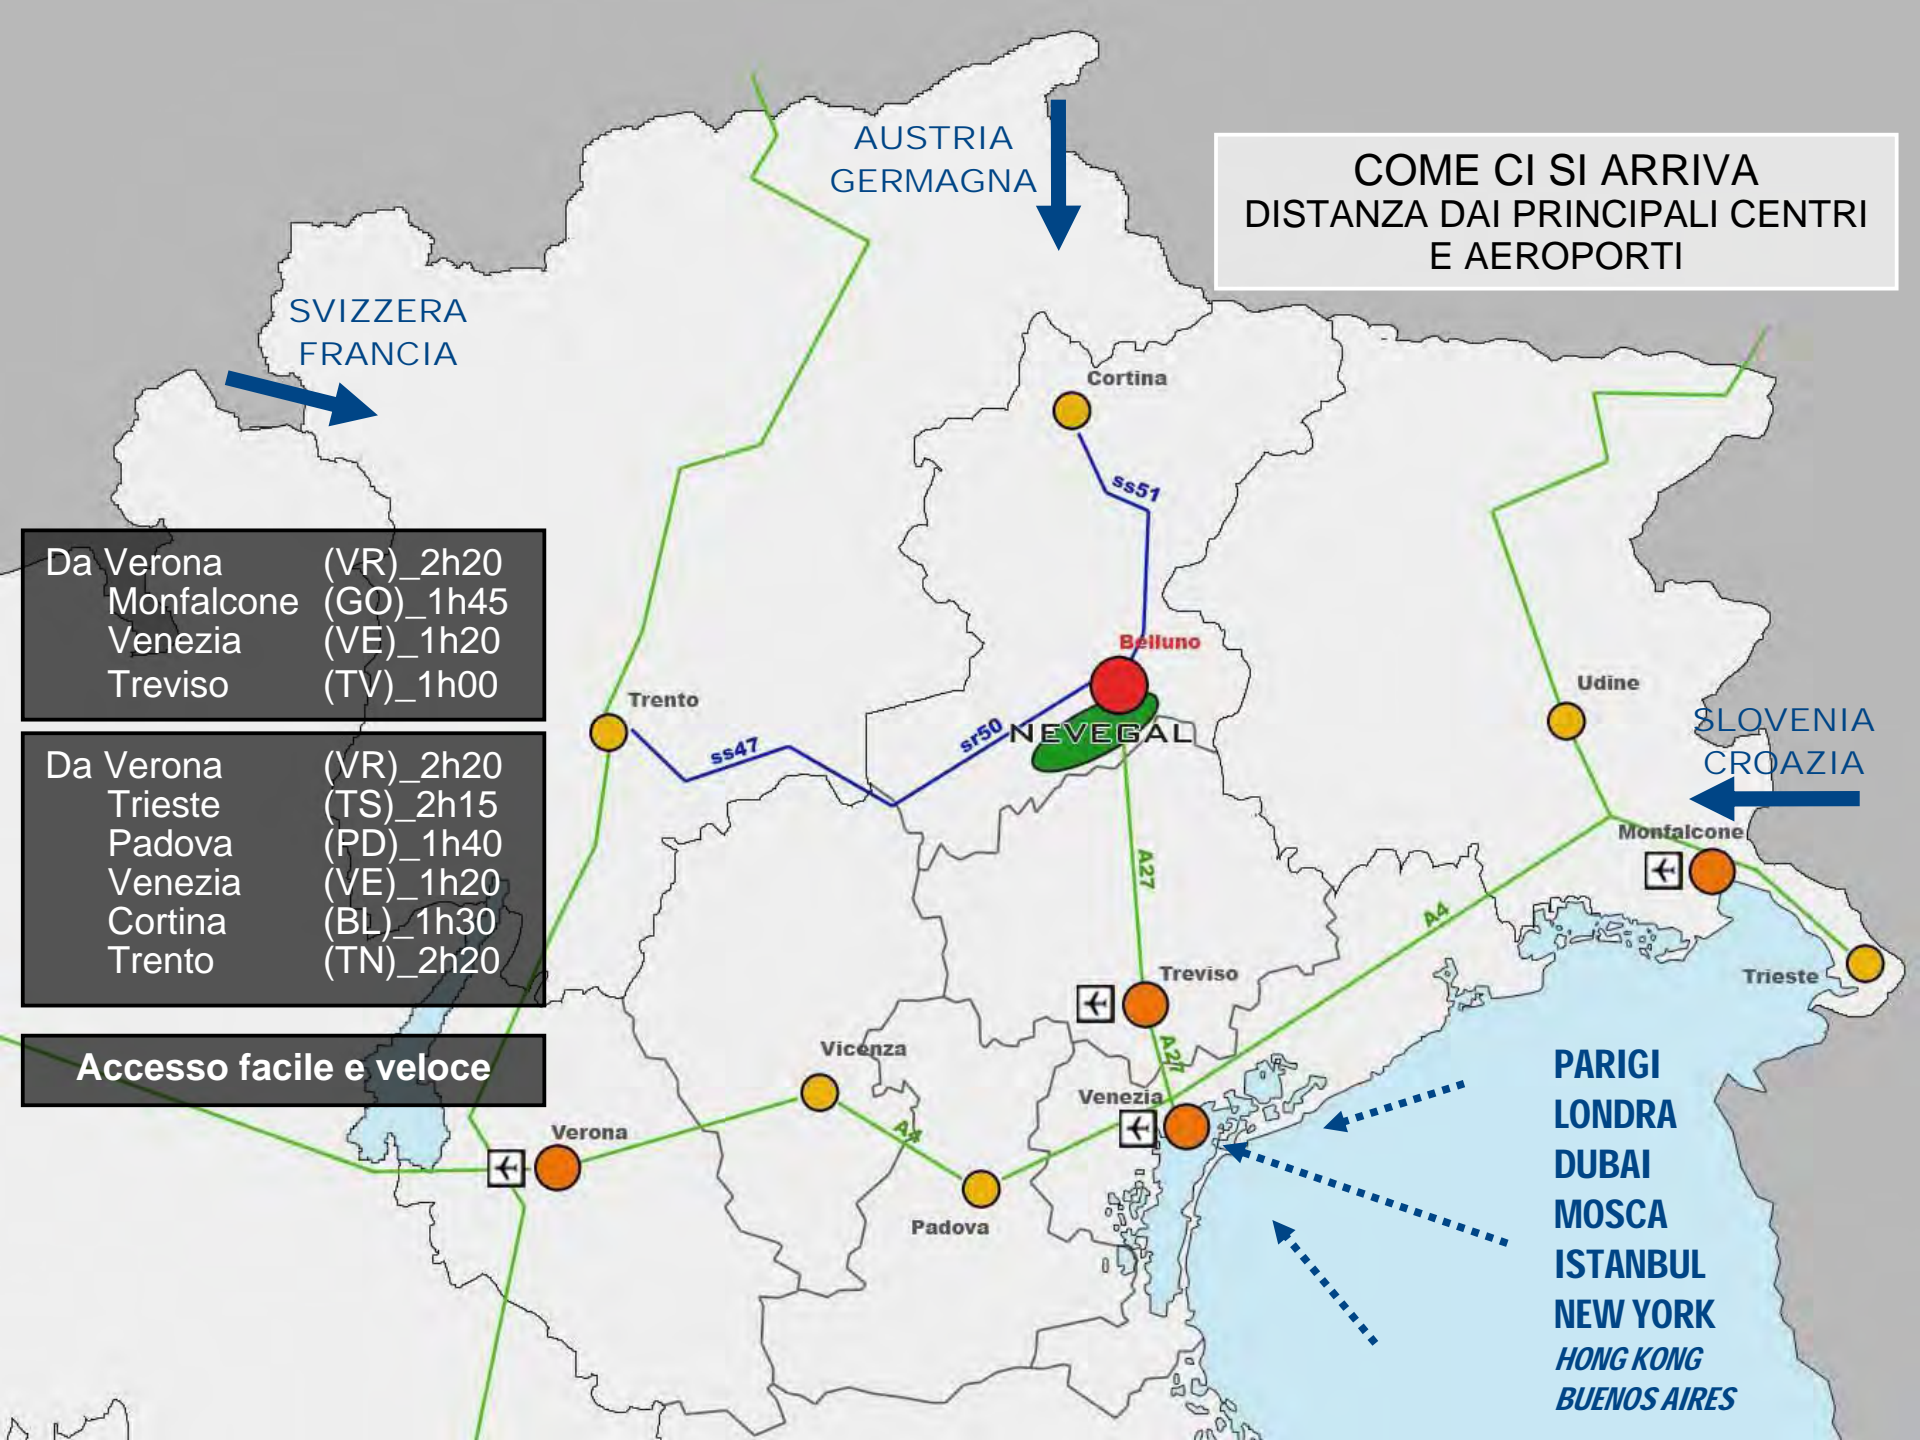 COME CI SI ARRIVA
DISTANZA DAI PRINCIPALI CENTRI
E AEROPORTI
AUSTRIA
GERMAGNA
SVIZZERA
FRANCIA
Cortina
ss51
Da Verona (VR)_2h20
Monfalcone (GO)_1h45
Venezia (VE)_1h20
Treviso (TV)_1h00
Belluno
NEVEGAL
Trento
ss47
sr50
Udine
SLOVENIA
CROAZIA
Monfalcone
Da Verona (VR)_2h20
Trieste (TS)_2h15
Padova (PD)_1h40
Venezia (VE)_1h20
Cortina (BL)_1h30
Trento (TN)_2h20
A27
A4
Treviso
Trieste
A27
Accesso facile e veloce
Vicenza
Venezia
Verona
A4
Padova
PARIGI
LONDRA
DUBAI
MOSCA
ISTANBUL
NEW YORK
HONG KONG
BUENOS AIRES